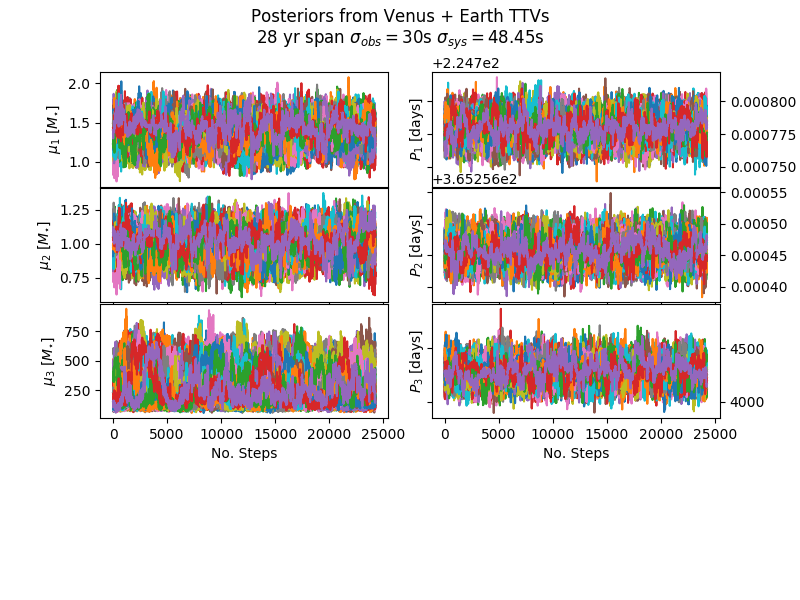 Posteriors from Venus + Earth TTVs
28 yr span σ_obs = 30s σ_sys = 48.45s
+2.247e2
2.0
1.5
1.0
μ₁ [M⋆]
P₁ [days]
0.000800
0.000775
0.000750
+3.65256e2
1.25
1.00
0.75
μ₂ [M⋆]
P₂ [days]
0.00055
0.00050
0.00045
0.00040
750
500
250
μ₃ [M⋆]
P₃ [days]
4500
4000
0 5000 10000 15000 20000 25000
0 5000 10000 15000 20000 25000
No. Steps
No. Steps